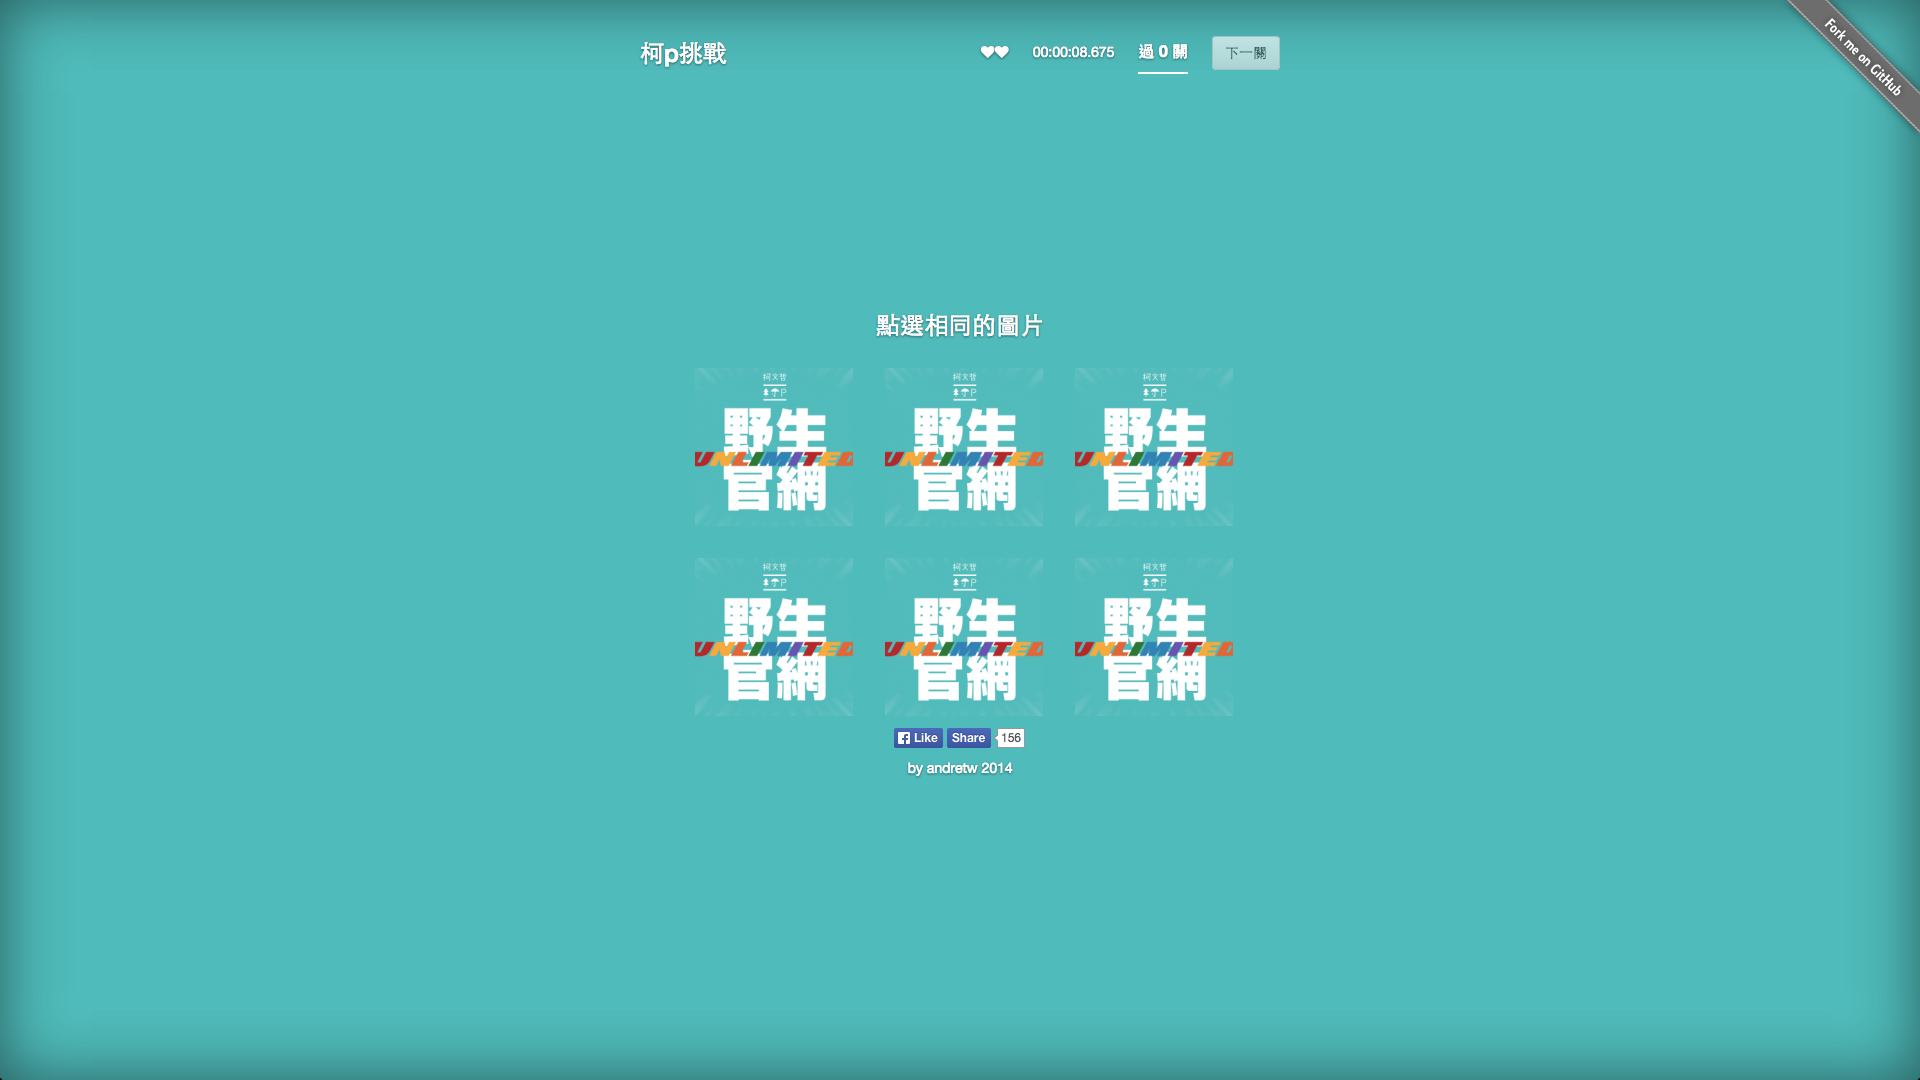 柯p挑戰
00:00:08.675
過 0 關
下一關
Fork me on GitHub
點選相同的圖片
柯文哲
P
野生
UNLIMITED
官網
柯文哲
P
野生
UNLIMITED
官網
柯文哲
P
野生
UNLIMITED
官網
柯文哲
P
野生
UNLIMITED
官網
柯文哲
P
野生
UNLIMITED
官網
柯文哲
P
野生
UNLIMITED
官網
Like
Share
156
by andretw 2014